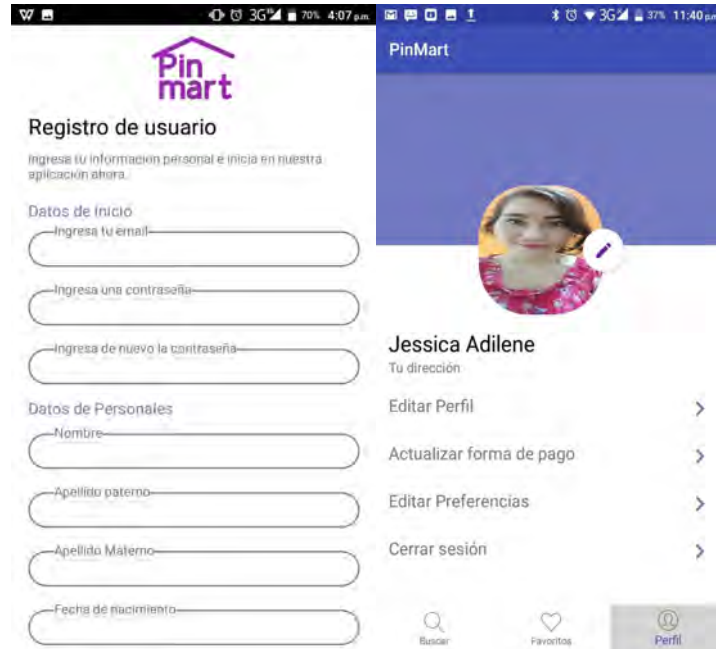 3G 70% 4:07 p.m.
Pin
mart
Registro de usuario
Ingresa tu información personal e inicia en nuestra
aplicación ahora.
Datos de Inicio
Ingresa tu email
Ingresa una contraseña
Ingresa de nuevo la contraseña
Datos de Personales
Nombre
Apellido paterno
Apellido Materno
Fecha de nacimiento
3G 37% 11:40 p.m
PinMart
Jessica Adilene
Tu dirección
Editar Perfil
Actualizar forma de pago
Editar Preferencias
Cerrar sesión
Buscar Favoritos Perfil